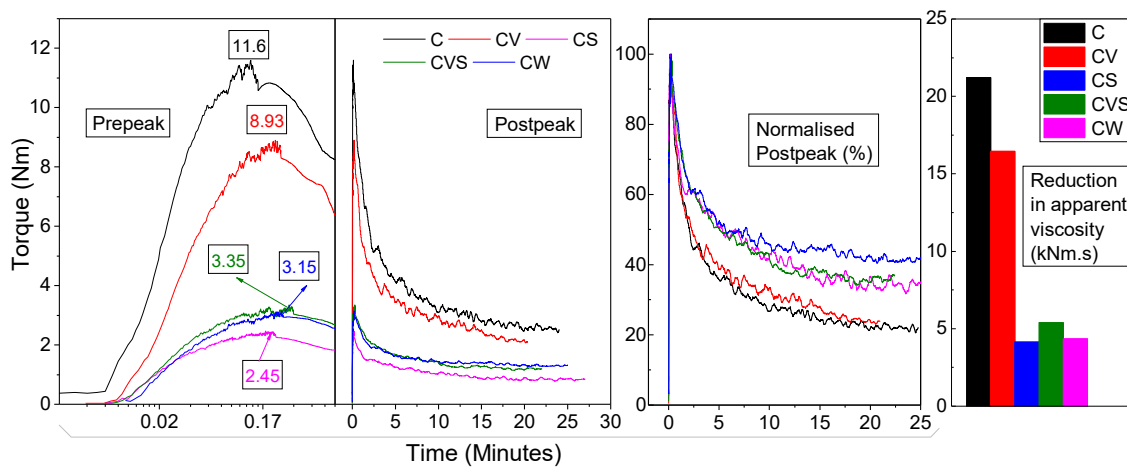 Torque (Nm)
12
10
8
6
4
2
0
11.6
8.93
Prepeak
3.35
3.15
2.45
0.02
0.17
C CV CS
CVS CW
Postpeak
0 5 10 15 20 25 30
Time (Minutes)
100
80
60
40
20
0
Normalised
Postpeak (%)
0 5 10 15 20 25
25
20
15
10
5
0
C
CV
CS
CVS
CW
Reduction
in apparent
viscosity
(kNm.s)